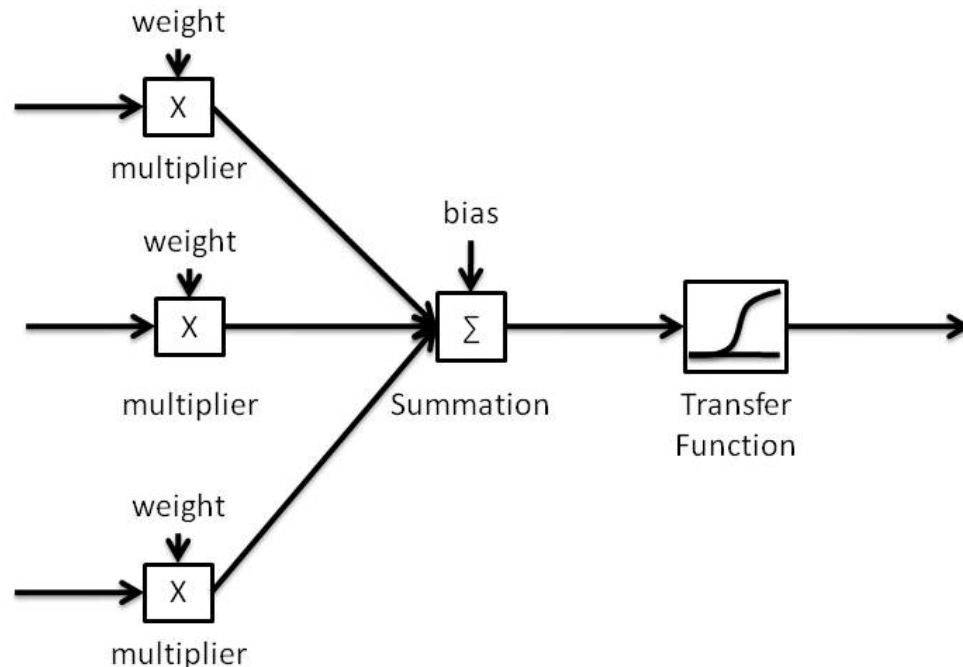 weight
X
multiplier
weight
X
multiplier
bias
Σ
Summation
Transfer
Function
weight
X
multiplier